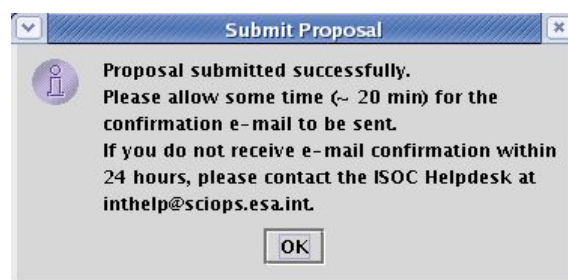 Submit Proposal
Proposal submitted successfully.
Please allow some time (~ 20 min) for the
confirmation e-mail to be sent.
If you do not receive e-mail confirmation within
24 hours, please contact the ISOC Helpdesk at
inthelp@sciops.esa.int.
OK